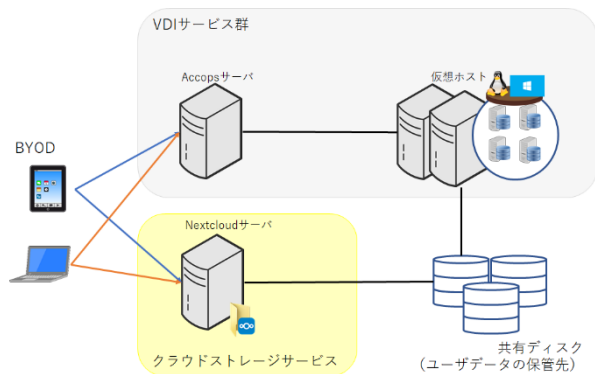 VDIサービス群
Accopsサーバ
仮想ホスト
BYOD
Nextcloudサーバ
クラウドストレージサービス
共有ディスク
(ユーザデータの保管先)